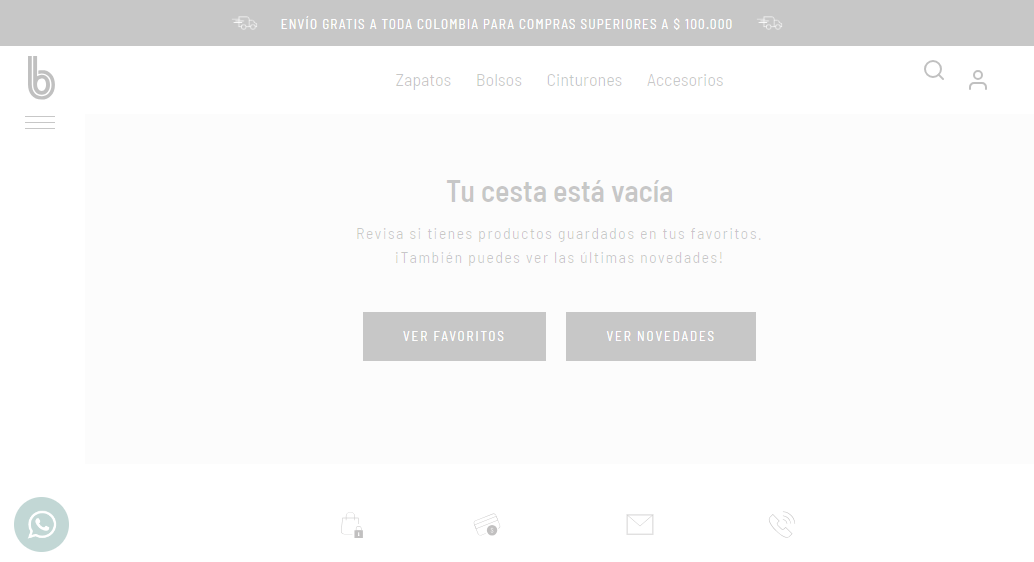 ENVÍO GRATIS A TODA COLOMBIA PARA COMPRAS SUPERIORES A $ 100.000
b
Zapatos Bolsos Cinturones Accesorios
Tu cesta está vacía
Revisa si tienes productos guardados en tus favoritos.
¡También puedes ver las últimas novedades!
VER FAVORITOS VER NOVEDADES